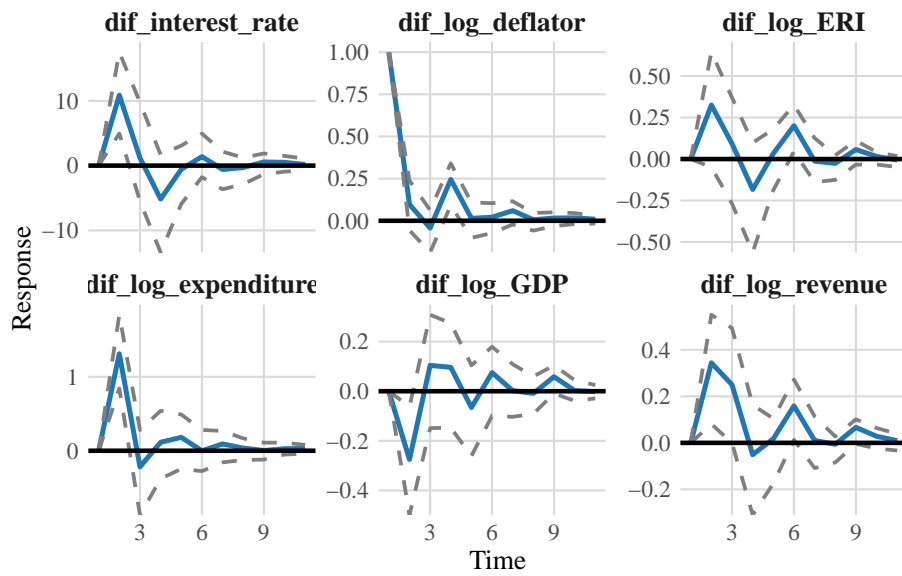 dif_interest_rate
dif_log_deflator
dif_log_ERI
10
0
−10
1.00
0.75
0.50
0.25
0.00
0.50
0.25
0.00
−0.25
−0.50
Response
dif_log_expenditure
dif_log_GDP
dif_log_revenue
1
0
0.2
0.0
−0.2
−0.4
0.4
0.2
0.0
−0.2
3 6 9
3 6 9
3 6 9
Time